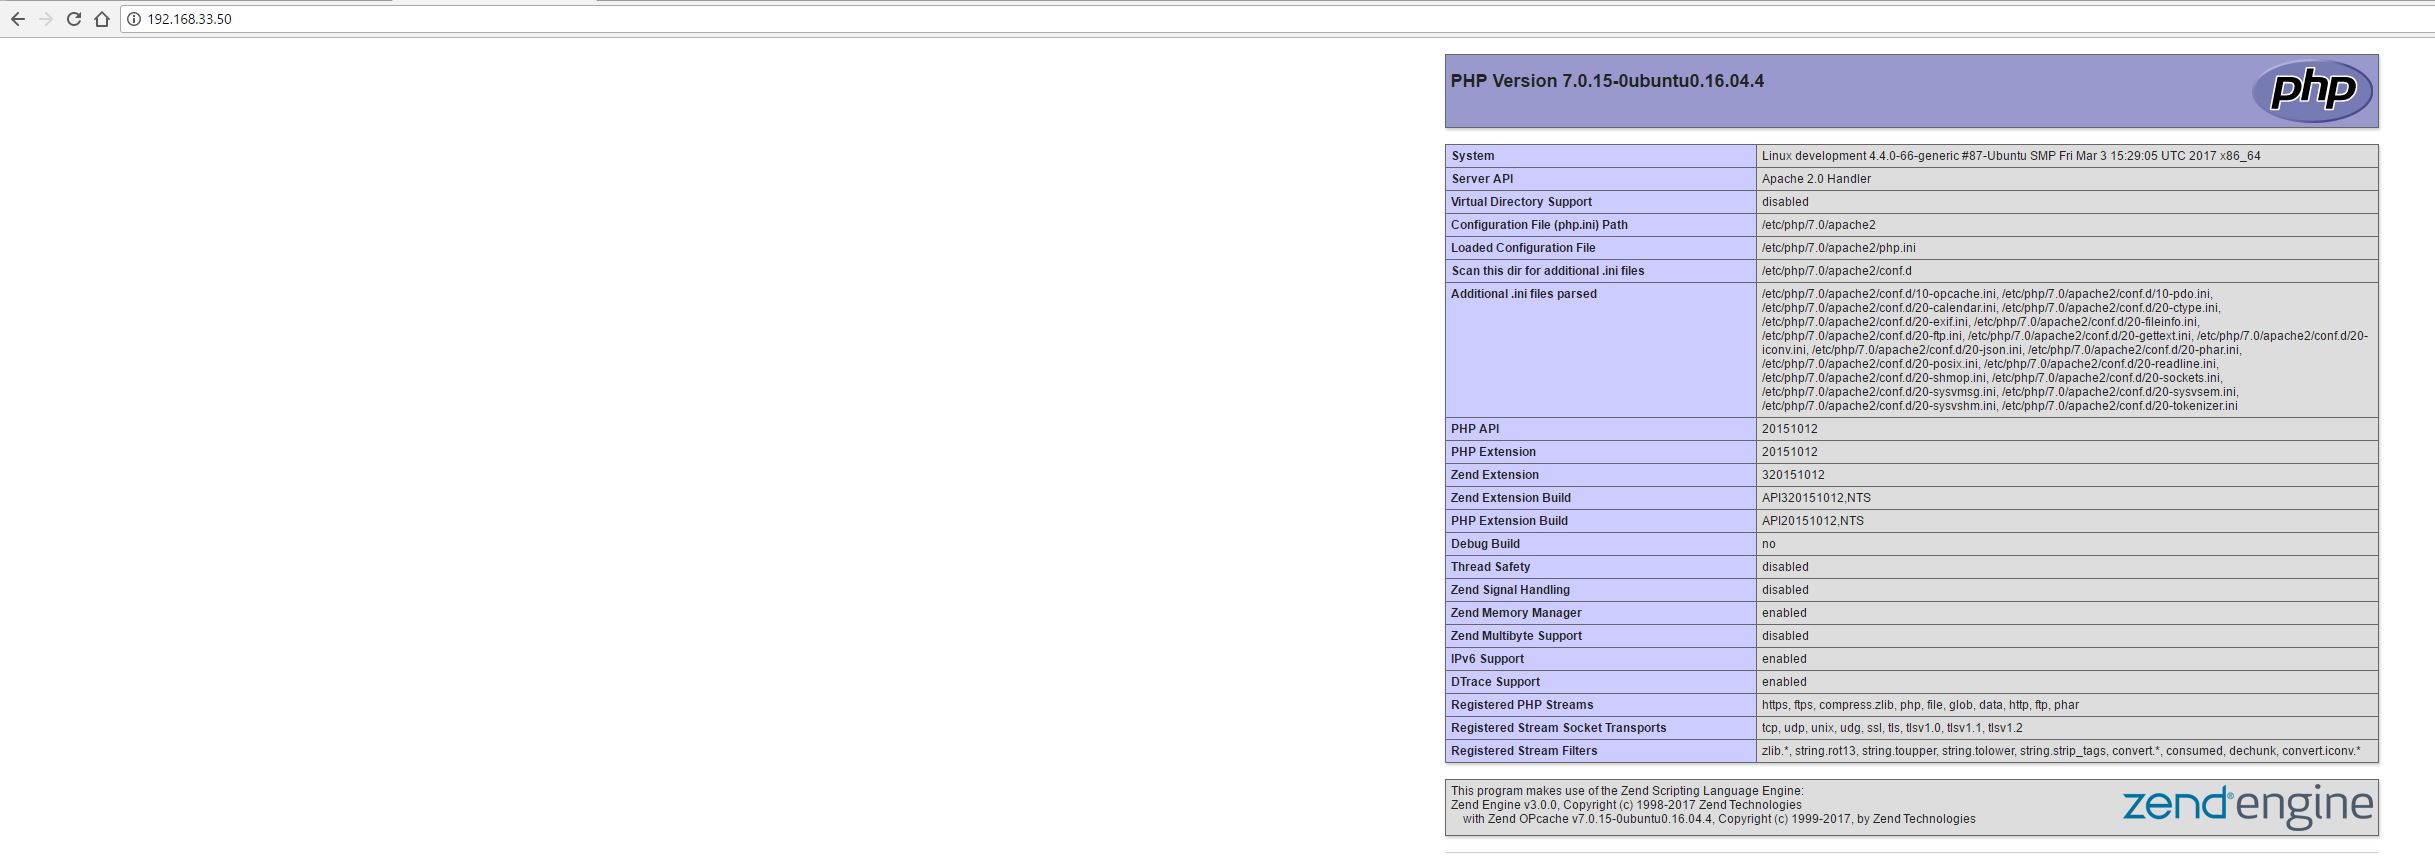 192.168.33.50
PHP Version 7.0.15-0ubuntu0.16.04.4
php
System Linux development 4.4.0-66-generic #87-Ubuntu SMP Fri Mar 3 15:29:05 UTC 2017 x86_64
Server API Apache 2.0 Handler
Virtual Directory Support disabled
Configuration File (php.ini) Path /etc/php/7.0/apache2
Loaded Configuration File /etc/php/7.0/apache2/php.ini
Scan this dir for additional .ini files /etc/php/7.0/apache2/conf.d
Additional .ini files parsed /etc/php/7.0/apache2/conf.d/10-opcache.ini, /etc/php/7.0/apache2/conf.d/10-pdo.ini,
/etc/php/7.0/apache2/conf.d/20-calendar.ini, /etc/php/7.0/apache2/conf.d/20-ctype.ini,
/etc/php/7.0/apache2/conf.d/20-exif.ini, /etc/php/7.0/apache2/conf.d/20-fileinfo.ini,
/etc/php/7.0/apache2/conf.d/20-ftp.ini, /etc/php/7.0/apache2/conf.d/20-gettext.ini, /etc/php/7.0/apache2/conf.d/20-
iconv.ini, /etc/php/7.0/apache2/conf.d/20-json.ini, /etc/php/7.0/apache2/conf.d/20-phar.ini,
/etc/php/7.0/apache2/conf.d/20-posix.ini, /etc/php/7.0/apache2/conf.d/20-readline.ini,
/etc/php/7.0/apache2/conf.d/20-shmop.ini, /etc/php/7.0/apache2/conf.d/20-sockets.ini,
/etc/php/7.0/apache2/conf.d/20-sysvmsg.ini, /etc/php/7.0/apache2/conf.d/20-sysvsem.ini,
/etc/php/7.0/apache2/conf.d/20-sysvshm.ini, /etc/php/7.0/apache2/conf.d/20-tokenizer.ini
PHP API 20151012
PHP Extension 20151012
Zend Extension 320151012
Zend Extension Build API320151012,NTS
PHP Extension Build API20151012,NTS
Debug Build no
Thread Safety disabled
Zend Signal Handling disabled
Zend Memory Manager enabled
Zend Multibyte Support disabled
IPv6 Support enabled
DTrace Support enabled
Registered PHP Streams https, ftps, compress.zlib, php, file, glob, data, http, ftp, phar
Registered Stream Socket Transports tcp, udp, unix, udg, ssl, tls, tlsv1.0, tlsv1.1, tlsv1.2
Registered Stream Filters zlib.*, string.rot13, string.toupper, string.tolower, string.strip_tags, convert.*, consumed, dechunk, convert.iconv.*
This program makes use of the Zend Scripting Language Engine:
Zend Engine v3.0.0, Copyright (c) 1998-2017 Zend Technologies
with Zend OPcache v7.0.15-0ubuntu0.16.04.4, Copyright (c) 1999-2017, by Zend Technologies
zend® engine